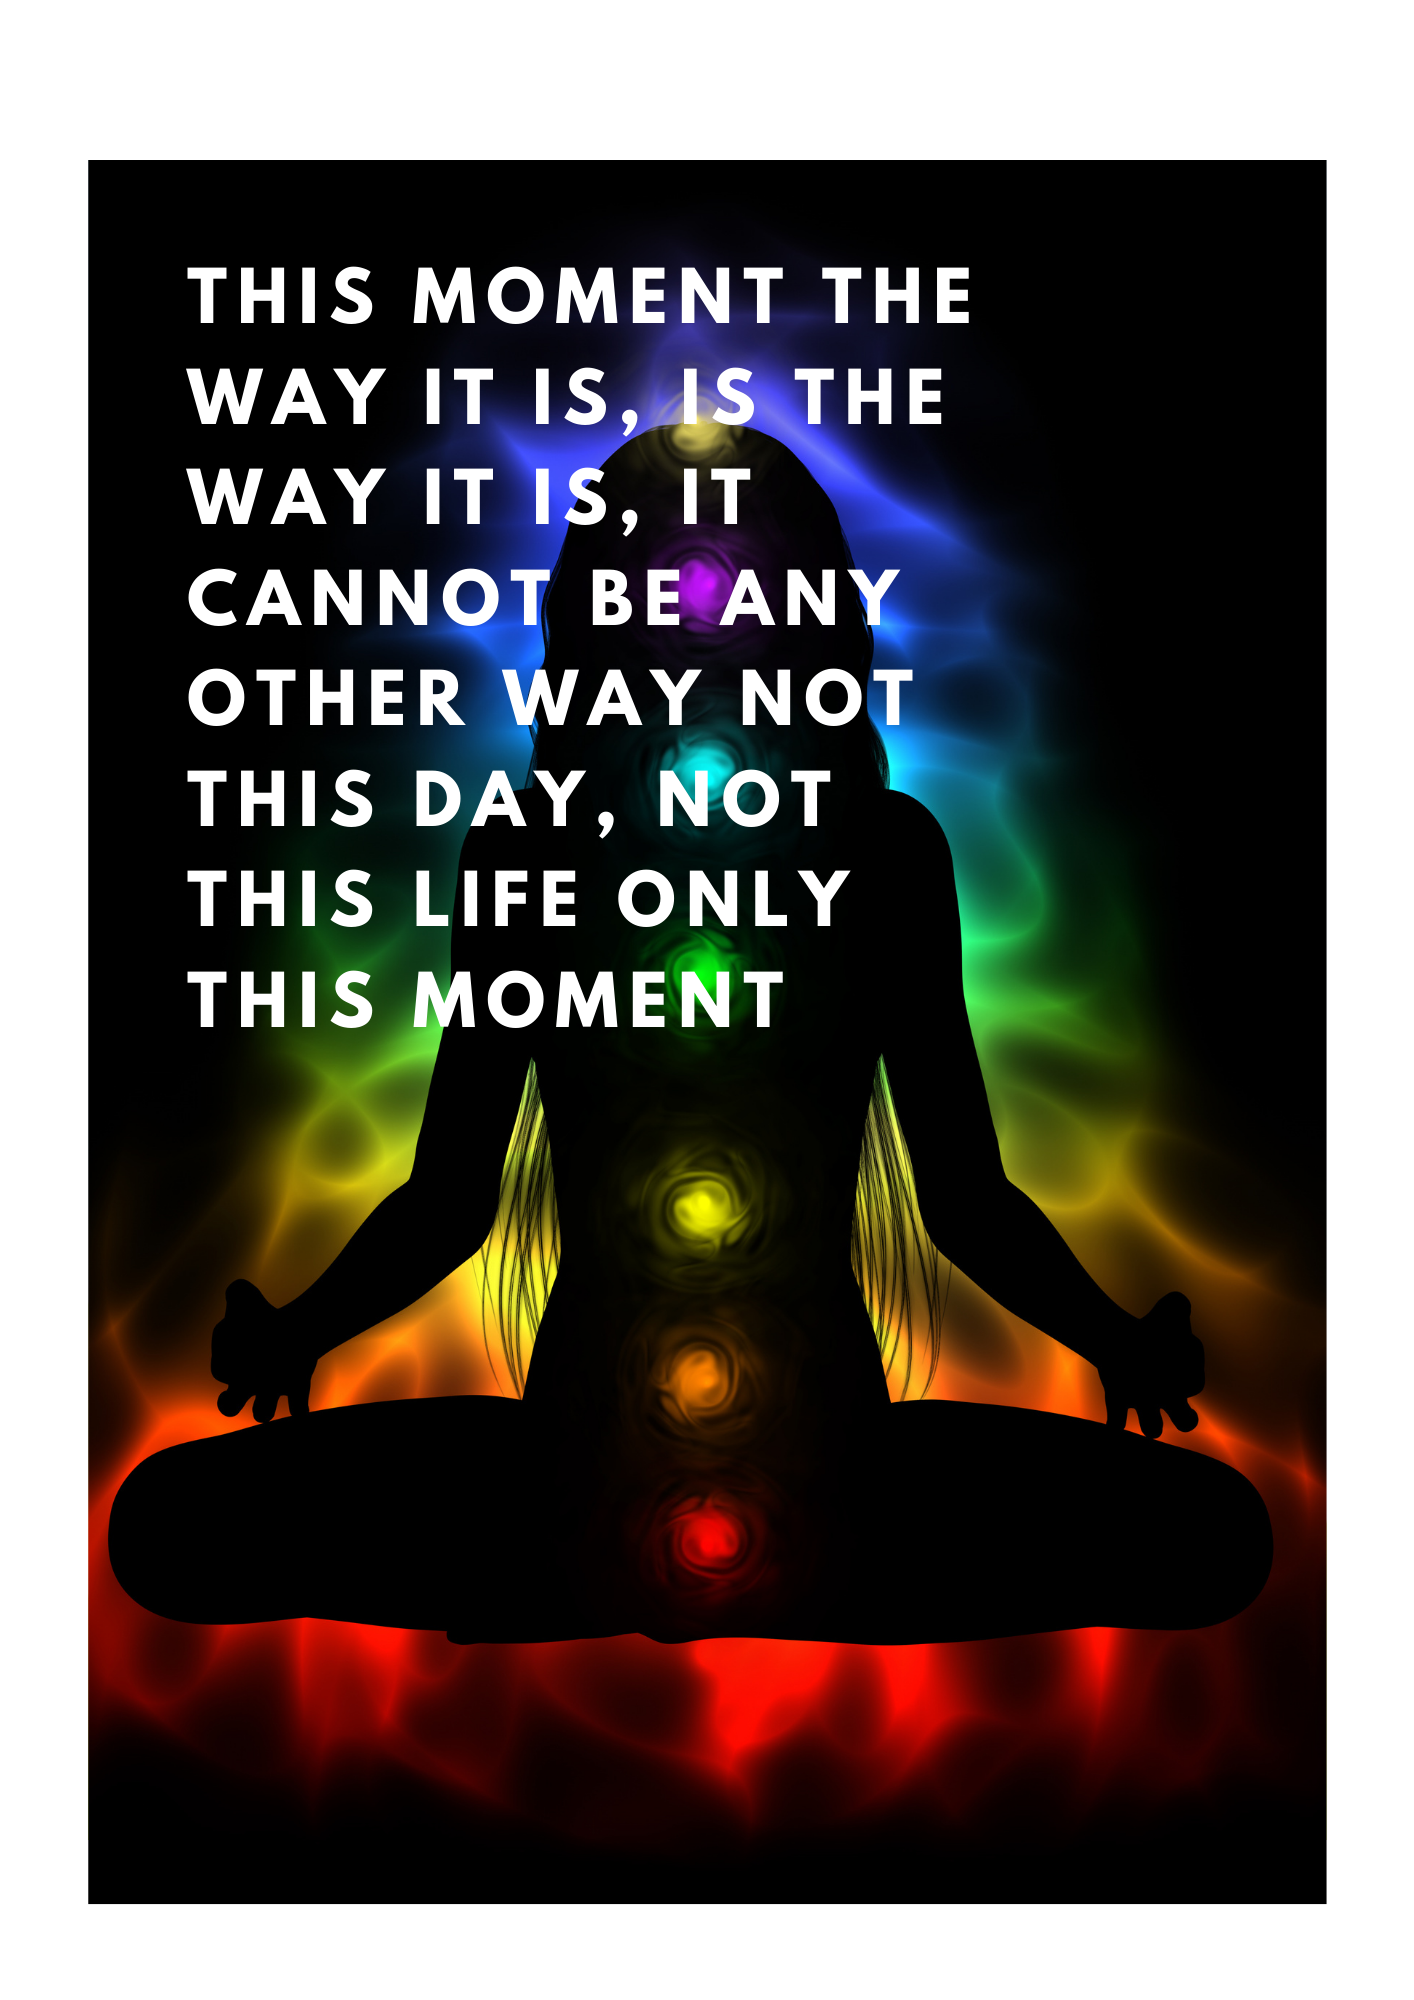 THIS MOMENT THE
WAY IT IS, IS THE
WAY IT IS, IT
CANNOT BE ANY
OTHER WAY NOT
THIS DAY, NOT
THIS LIFE ONLY
THIS MOMENT